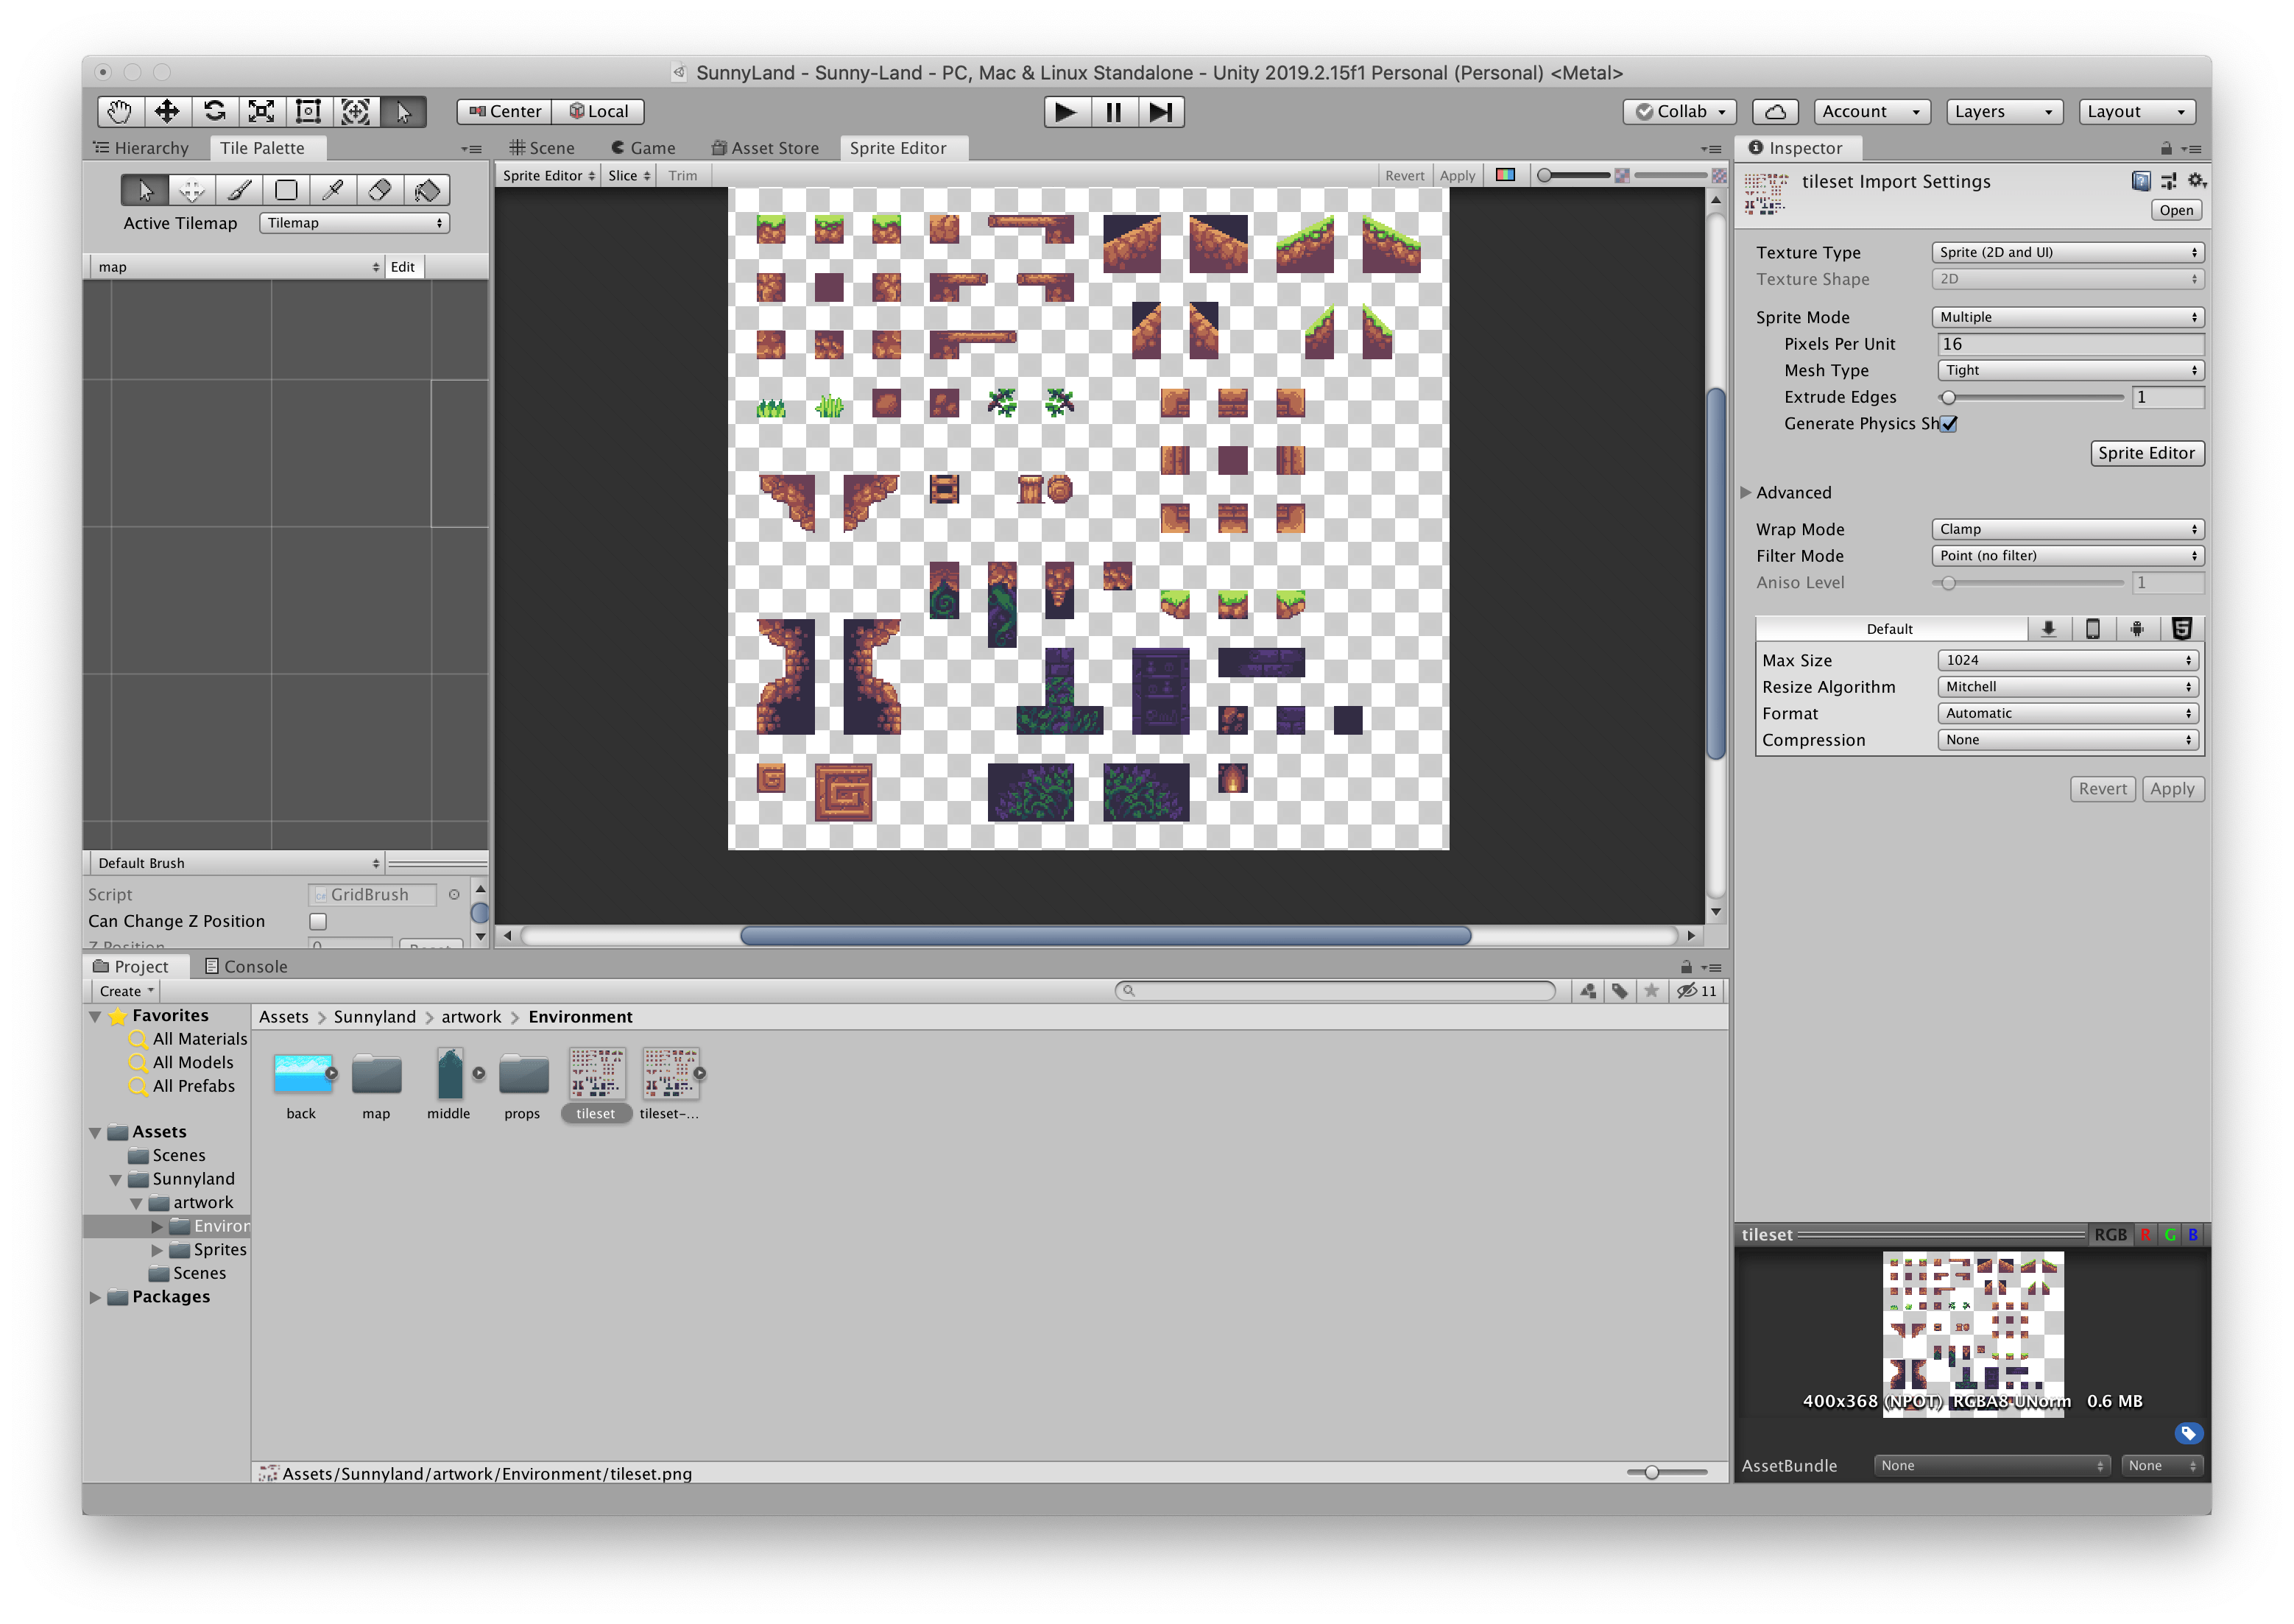 SunnyLand - Sunny-Land - PC, Mac & Linux Standalone - Unity 2019.2.15f1 Personal (Personal) <Metal>
Center Local Collab Account Layers Layout
Hierarchy Tile Palette
Active Tilemap Tilemap
map Edit
Default Brush
Script GridBrush
Can Change Z Position
Z Position 0 Reset
Scene Game Asset Store Sprite Editor
Sprite Editor Slice Trim Revert Apply
Inspector
tileset Import Settings
Open
Texture Type Sprite (2D and UI)
Texture Shape 2D
Sprite Mode Multiple
Pixels Per Unit 16
Mesh Type Tight
Extrude Edges 1
Generate Physics Sh
Sprite Editor
Advanced
Wrap Mode Clamp
Filter Mode Point (no filter)
Aniso Level 1
Default
Max Size 1024
Resize Algorithm Mitchell
Format Automatic
Compression None
Revert Apply
Project Console
Create 11
Favorites
All Materials
All Models
All Prefabs
Assets
Scenes
Sunnyland
artwork
Environ
Sprites
Scenes
Packages
Assets > Sunnyland > artwork > Environment
back map middle props tileset tileset-...
Assets/Sunnyland/artwork/Environment/tileset.png
tileset RGB R G B
400x368 (NPOT) RGBA8 UNorm 0.6 MB
AssetBundle None None